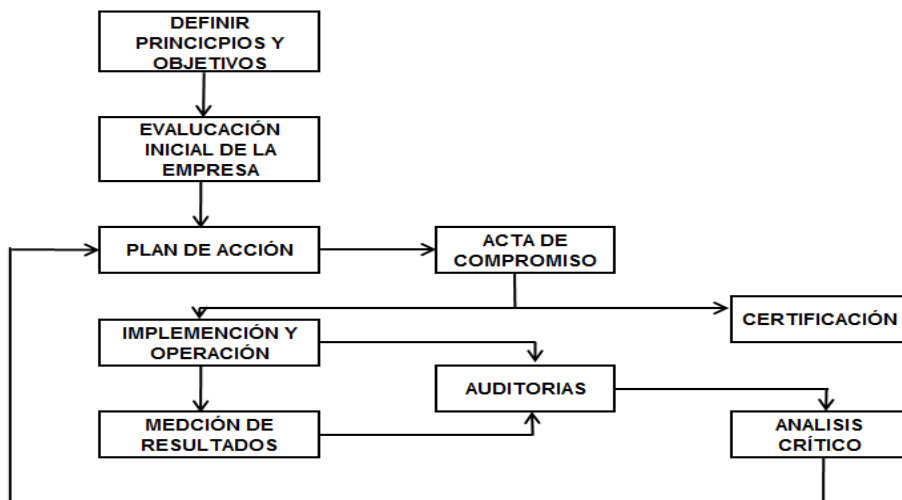 DEFINIR
PRINCICPIOS Y
OBJETIVOS
EVALUCACIÓN
INICIAL DE LA
EMPRESA
PLAN DE ACCIÓN
ACTA DE
COMPROMISO
CERTIFICACIÓN
IMPLEMENCIÓN Y
OPERACIÓN
AUDITORIAS
MEDCIÓN DE
RESULTADOS
ANALISIS
CRÍTICO